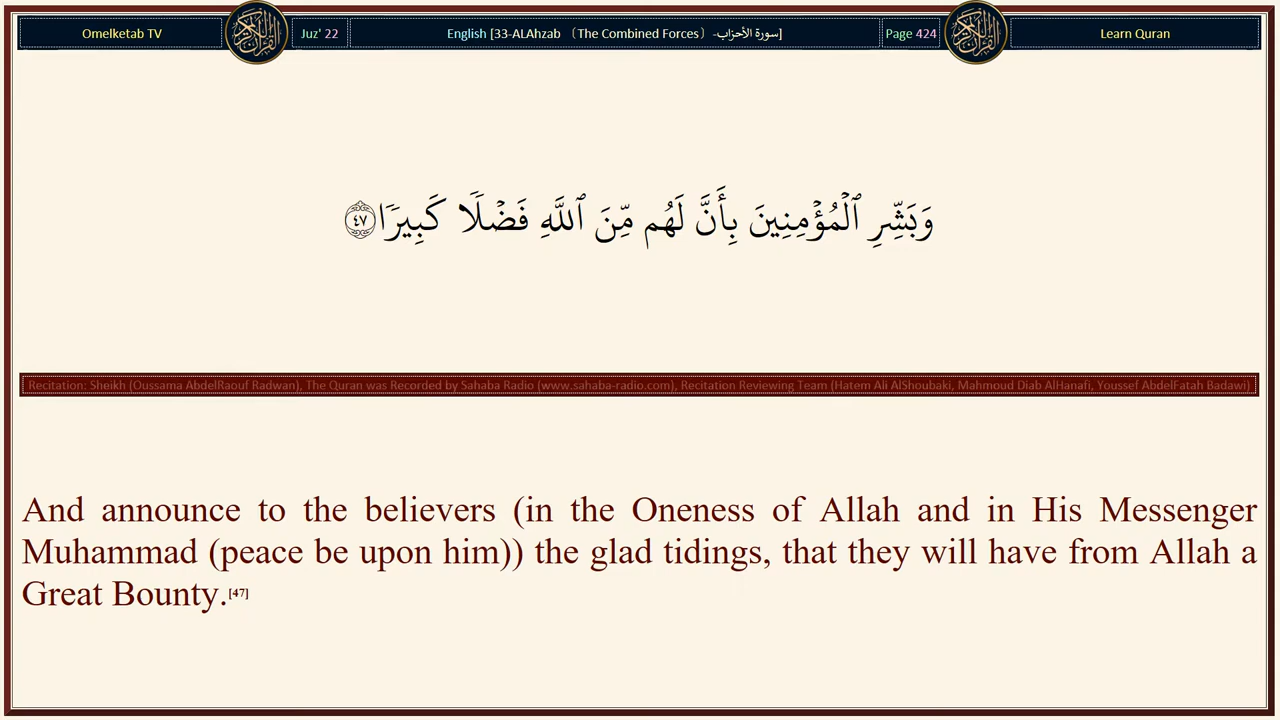 Omelketab TV
Juz' 22
English [33-ALAhzab （The Combined Forces）-سورة الأحزاب]
Page 424
Learn Quran
وَبَشِّرِ ٱلۡمُؤۡمِنِينَ بِأَنَّ لَهُم مِّنَ ٱللَّهِ فَضۡلٗا كَبِيرٗا ٤٧
Recitation: Sheikh (Oussama AbdelRaouf Radwan), The Quran was Recorded by Sahaba Radio (www.sahaba-radio.com), Recitation Reviewing Team (Hatem Ali AlShoubaki, Mahmoud Diab AlHanafi, Youssef AbdelFatah Badawi)
And announce to the believers (in the Oneness of Allah and in His Messenger
Muhammad (peace be upon him)) the glad tidings, that they will have from Allah a
Great Bounty.[47]